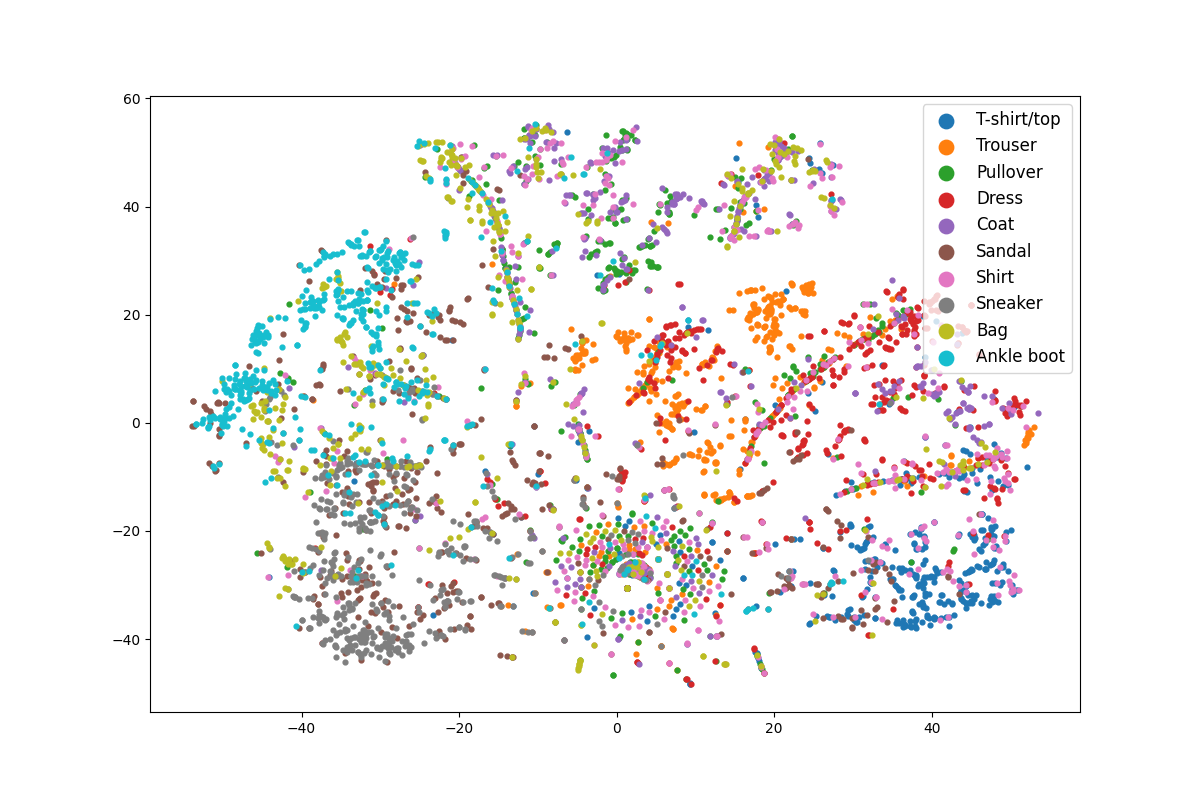 60
40
20
0
−20
−40
−40
−20
0
20
40
T-shirt/top
Trouser
Pullover
Dress
Coat
Sandal
Shirt
Sneaker
Bag
Ankle boot